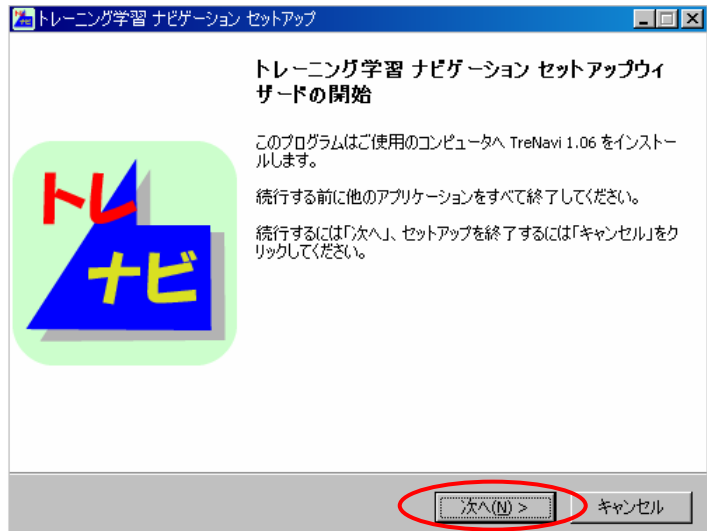 トレーニング学習 ナビゲーション セットアップ
トレーニング学習 ナビゲーション セットアップウィ
ザードの開始
このプログラムはご使用のコンピュータへ TreNavi 1.06 をインストー
ルします。
続行する前に他のアプリケーションをすべて終了してください。
続行するには「次へ」、セットアップを終了するには「キャンセル」をク
リックしてください。
トレ
ナビ
次へ(N) >
キャンセル